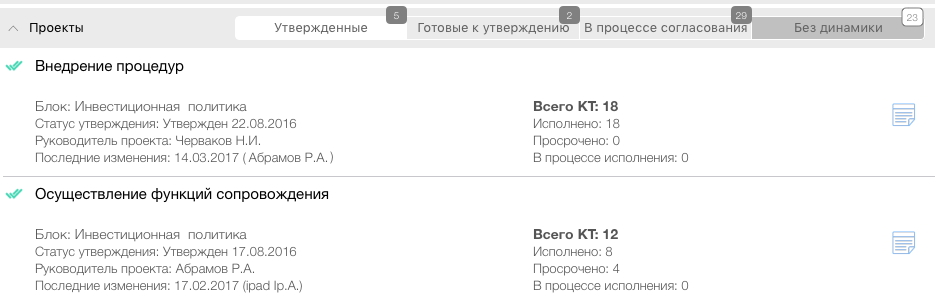 5 2 29 23
Проекты Утвержденные Готовые к утверждению В процессе согласования Без динамики
Внедрение процедур
Блок: Инвестиционная политика
Статус утверждения: Утвержден 22.08.2016
Руководитель проекта: Черваков Н.И.
Последние изменения: 14.03.2017 ( Абрамов Р.А. )
Всего КТ: 18
Исполнено: 18
Просрочено: 0
В процессе исполнения: 0
Осуществление функций сопровождения
Блок: Инвестиционная политика
Статус утверждения: Утвержден 17.08.2016
Руководитель проекта: Абрамов Р.А.
Последние изменения: 17.02.2017 (ipad Ip.A.)
Всего КТ: 12
Исполнено: 8
Просрочено: 4
В процессе исполнения: 0